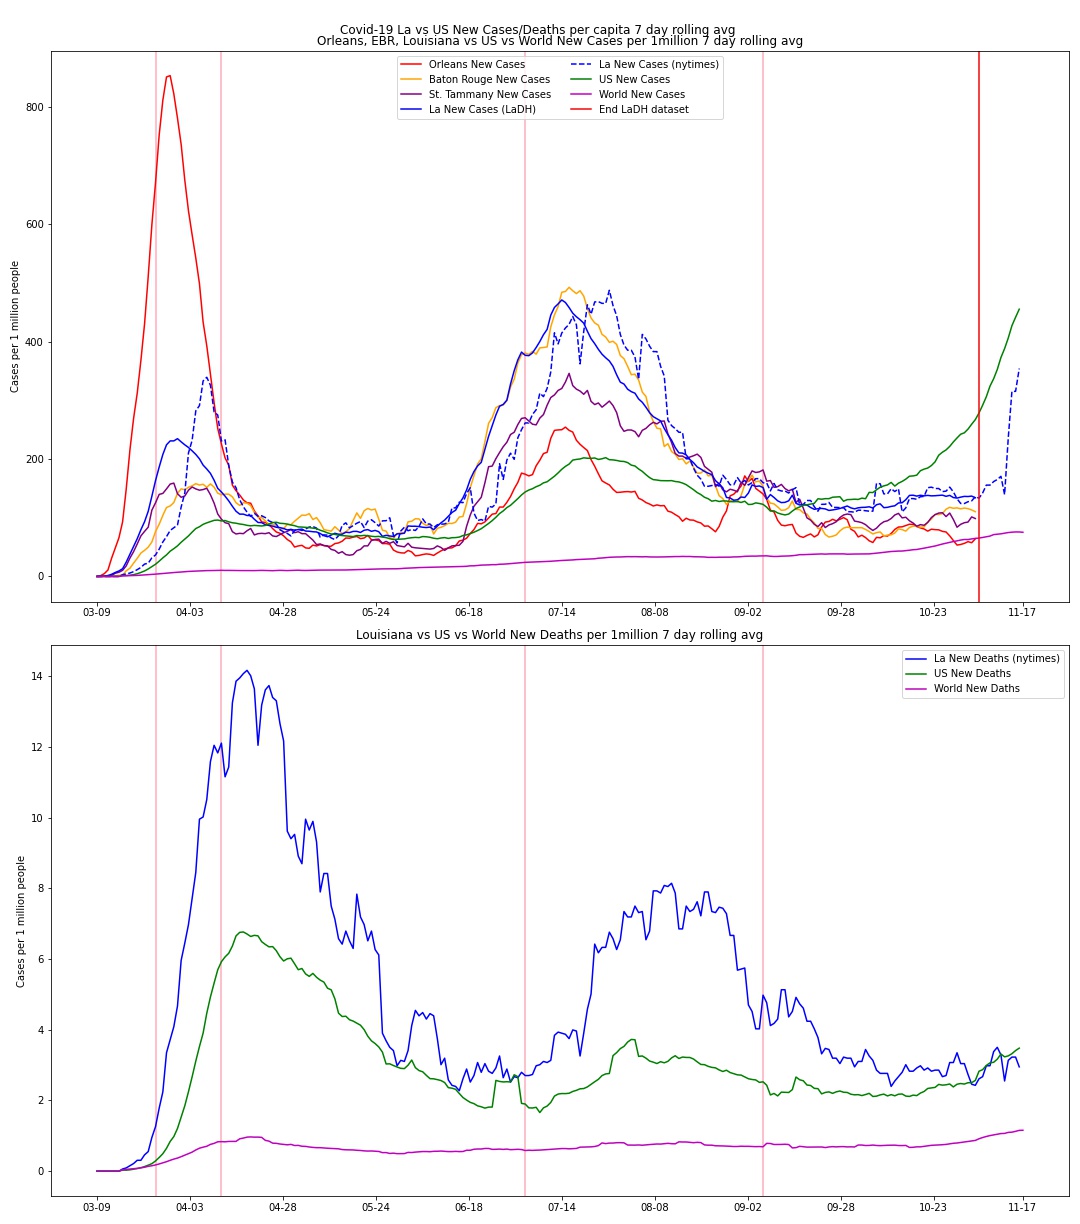 Covid-19 La vs US New Cases/Deaths per capita 7 day rolling avg
Orleans, EBR, Louisiana vs US vs World New Cases per 1million 7 day rolling avg
Orleans New Cases
Baton Rouge New Cases
St. Tammany New Cases
La New Cases (LaDH)
La New Cases (nytimes)
US New Cases
World New Cases
End LaDH dataset
Cases per 1 million people
800
600
400
200
0
03-09 04-03 04-28 05-24 06-18 07-14 08-08 09-02 09-28 10-23 11-17
Louisiana vs US vs World New Deaths per 1million 7 day rolling avg
La New Deaths (nytimes)
US New Deaths
World New Daths
Cases per 1 million people
14
12
10
8
6
4
2
0
03-09 04-03 04-28 05-24 06-18 07-14 08-08 09-02 09-28 10-23 11-17